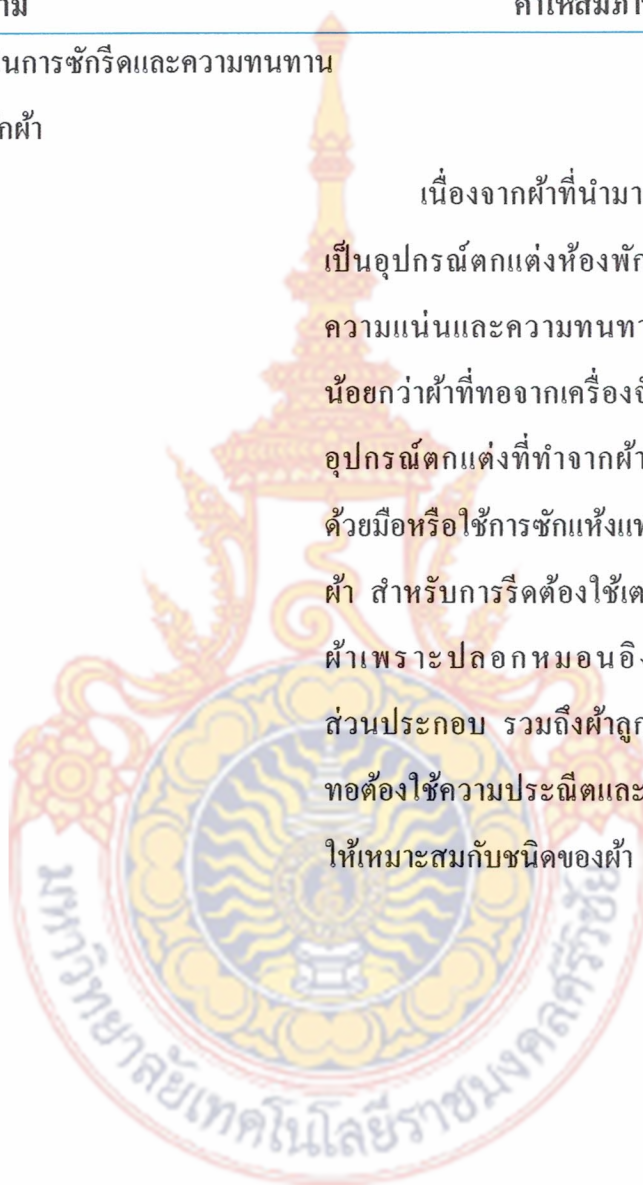 าม คำให้สัมภา
นการซักรีดและความทนทาน
กผ้า
เนื่องจากผ้าที่นำมา
เป็นอุปกรณ์ตกแต่งห้องพัก
ความแน่นและความทนทา
น้อยกว่าผ้าที่ทอจากเครื่องจั
อุปกรณ์ตกแต่งที่ทำจากผ้า
ด้วยมือหรือใช้การซักแห้งแท
ผ้า สำหรับการรีดต้องใช้เต
ผ้าเพราะปลอกหมอนอิง
ส่วนประกอบ รวมถึงผ้าลูก
ทอต้องใช้ความประณีตและ
ให้เหมาะสมกับชนิดของผ้า
มหาวิทยาลัยเทคโนโลยีราชมงคลศรีวิชัย